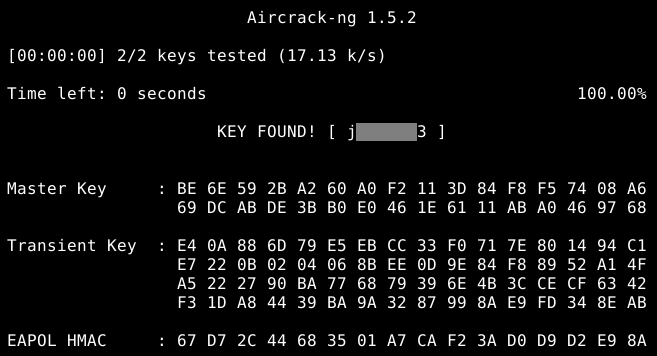 Aircrack-ng 1.5.2
[00:00:00] 2/2 keys tested (17.13 k/s)
Time left: 0 seconds 100.00%
KEY FOUND! [ j 3 ]
Master Key : BE 6E 59 2B A2 60 A0 F2 11 3D 84 F8 F5 74 08 A6
69 DC AB DE 3B B0 E0 46 1E 61 11 AB A0 46 97 68
Transient Key : E4 0A 88 6D 79 E5 EB CC 33 F0 71 7E 80 14 94 C1
E7 22 0B 02 04 06 8B EE 0D 9E 84 F8 89 52 A1 4F
A5 22 27 90 BA 77 68 79 39 6E 4B 3C CE CF 63 42
F3 1D A8 44 39 BA 9A 32 87 99 8A E9 FD 34 8E AB
EAPOL HMAC : 67 D7 2C 44 68 35 01 A7 CA F2 3A D0 D9 D2 E9 8A